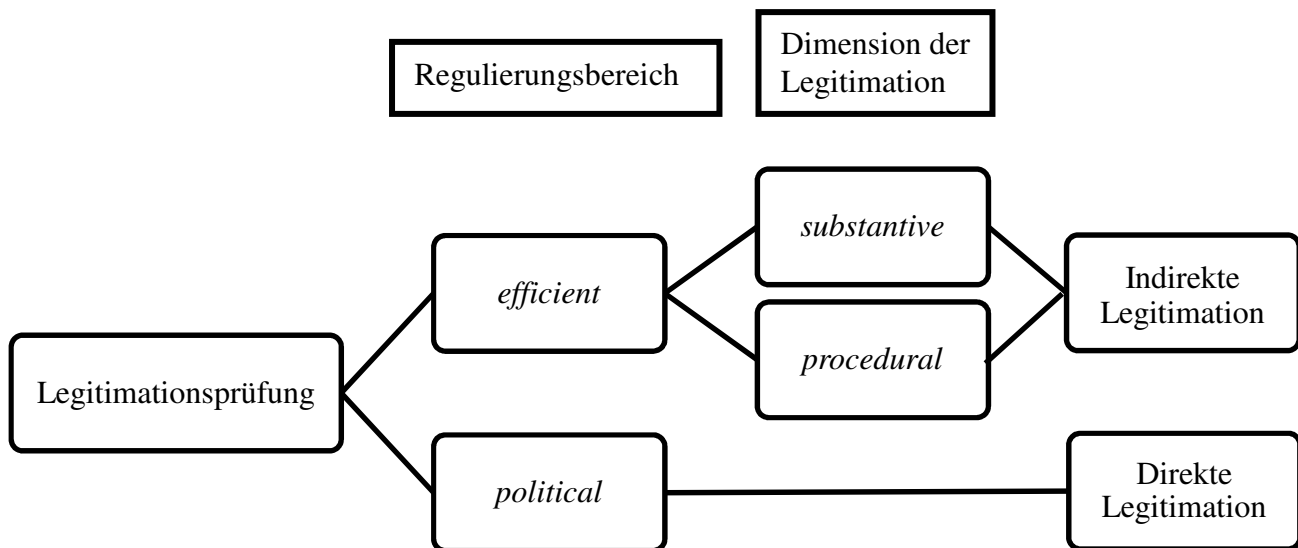 Regulierungsbereich
Dimension der
Legitimation
substantive
efficient
Indirekte
Legitimation
procedural
Legitimationsprüfung
political
Direkte
Legitimation